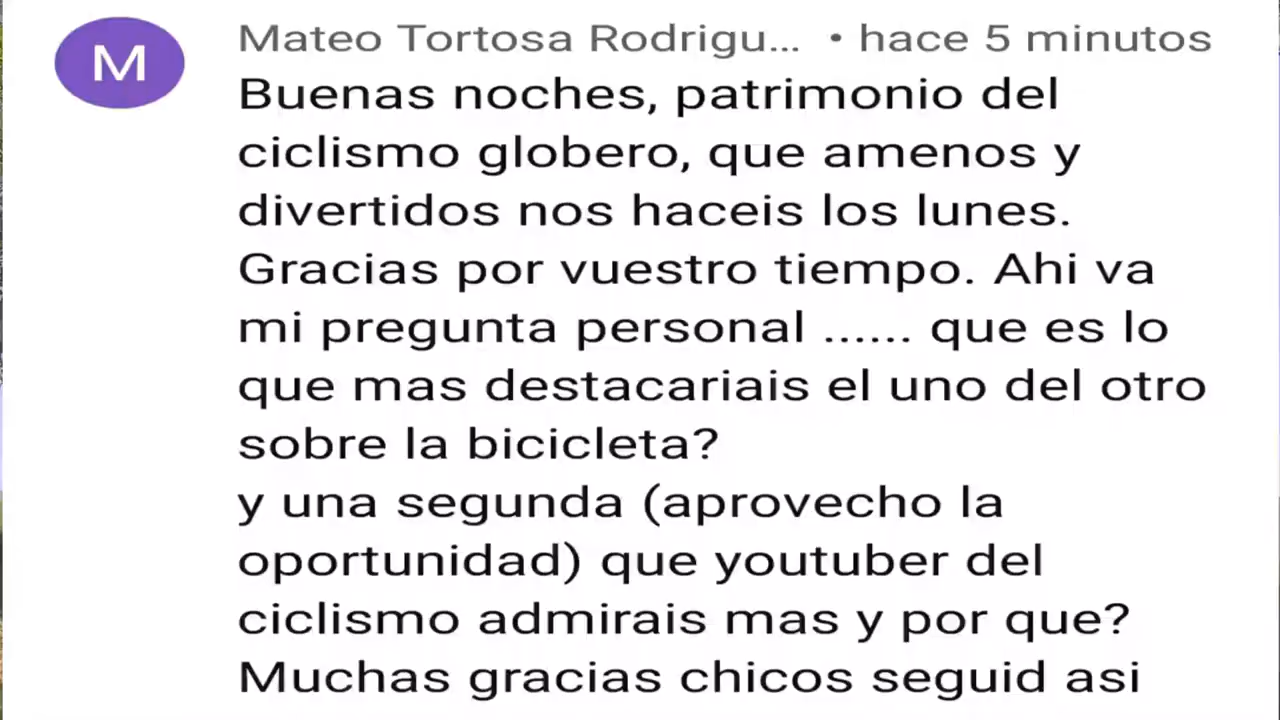 M
Mateo Tortosa Rodrigu... • hace 5 minutos
Buenas noches, patrimonio del
ciclismo globero, que amenos y
divertidos nos haceis los lunes.
Gracias por vuestro tiempo. Ahi va
mi pregunta personal ...... que es lo
que mas destacariais el uno del otro
sobre la bicicleta?
y una segunda (aprovecho la
oportunidad) que youtuber del
ciclismo admirais mas y por que?
Muchas gracias chicos seguid asi